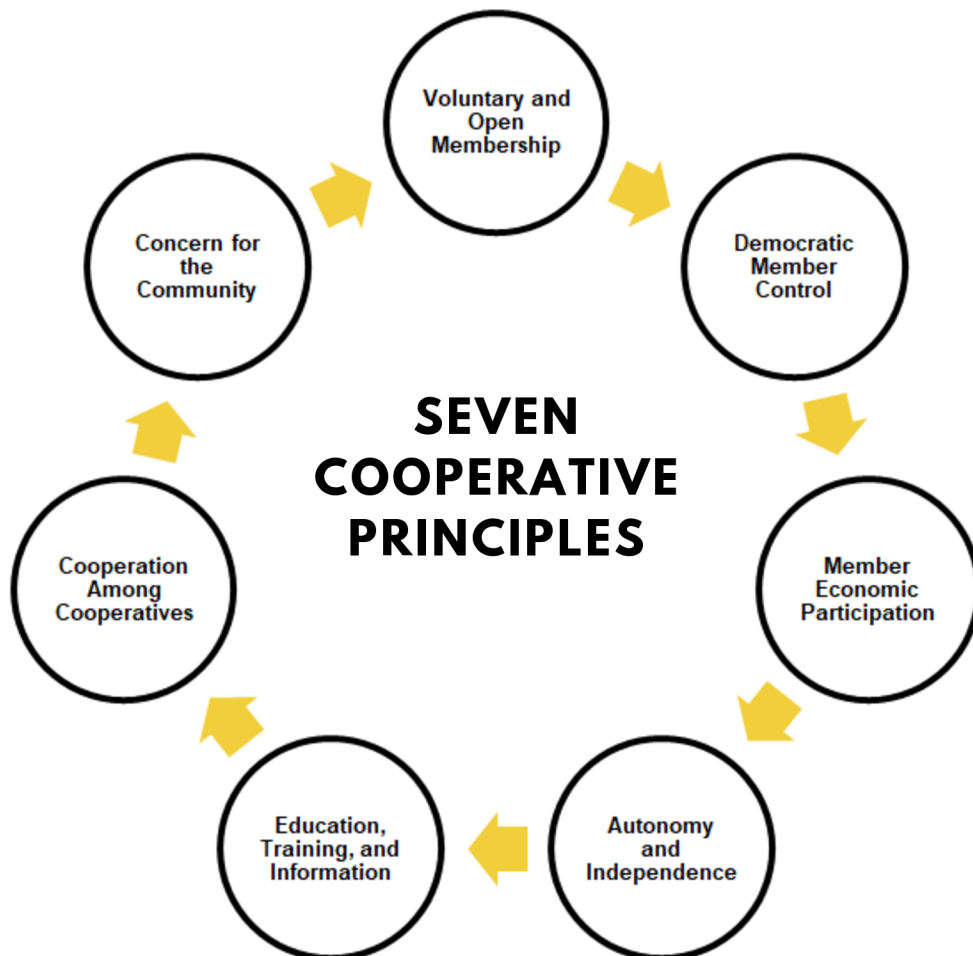 Voluntary and
Open
Membership
Democratic
Member
Control
Member
Economic
Participation
Autonomy
and
Independence
Education,
Training, and
Information
Cooperation
Among
Cooperatives
Concern for
the
Community
SEVEN
COOPERATIVE
PRINCIPLES